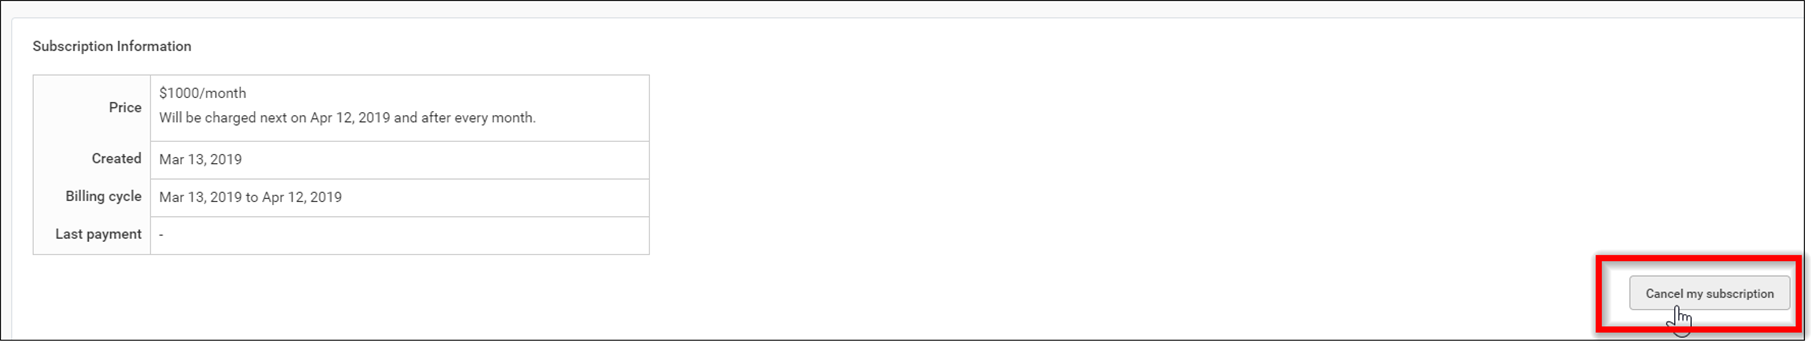 Subscription Information
Price
$1000/month
Will be charged next on Apr 12, 2019 and after every month.
Created
Mar 13, 2019
Billing cycle
Mar 13, 2019 to Apr 12, 2019
Last payment
-
Cancel my subscription